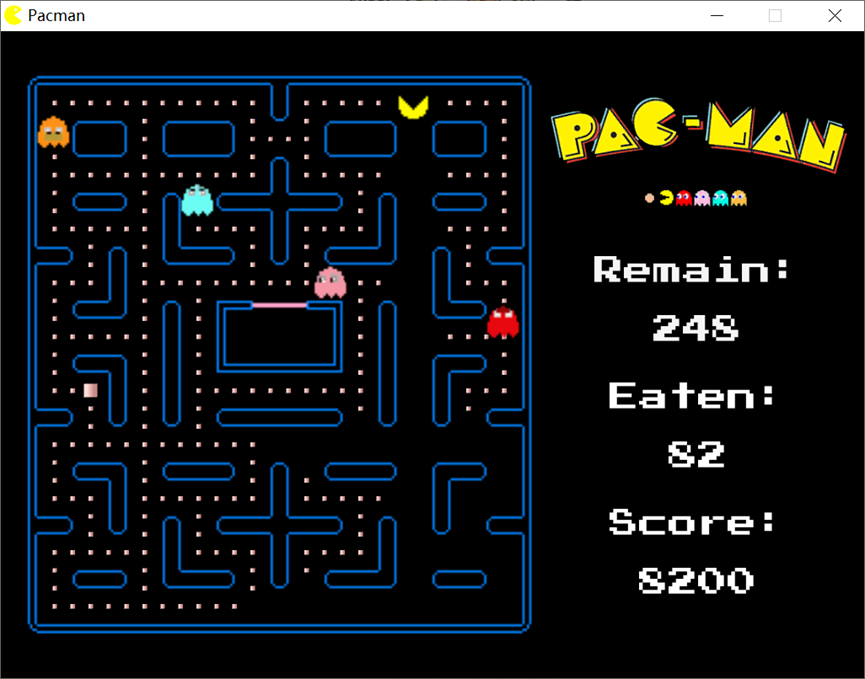 Pacman
PAC-MAN
Remain:
248
Eaten:
82
Score:
8200